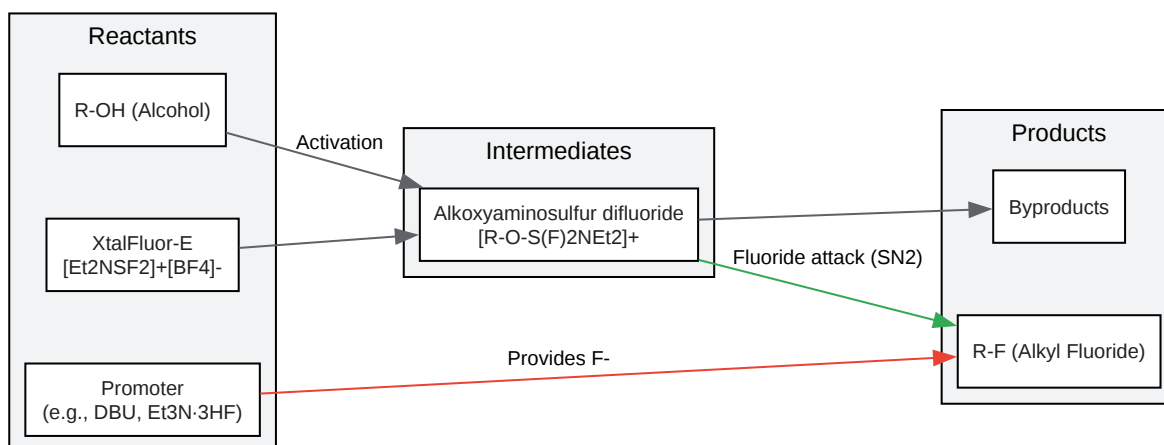 Reactants
R-OH (Alcohol)
XtalFluor-E
[Et2NSF2]+[BF4]-
Promoter
(e.g., DBU, Et3N·3HF)
Activation
Provides F-
Intermediates
Alkoxyaminosulfur difluoride
[R-O-S(F)2NEt2]+
Fluoride attack (SN2)
Products
Byproducts
R-F (Alkyl Fluoride)